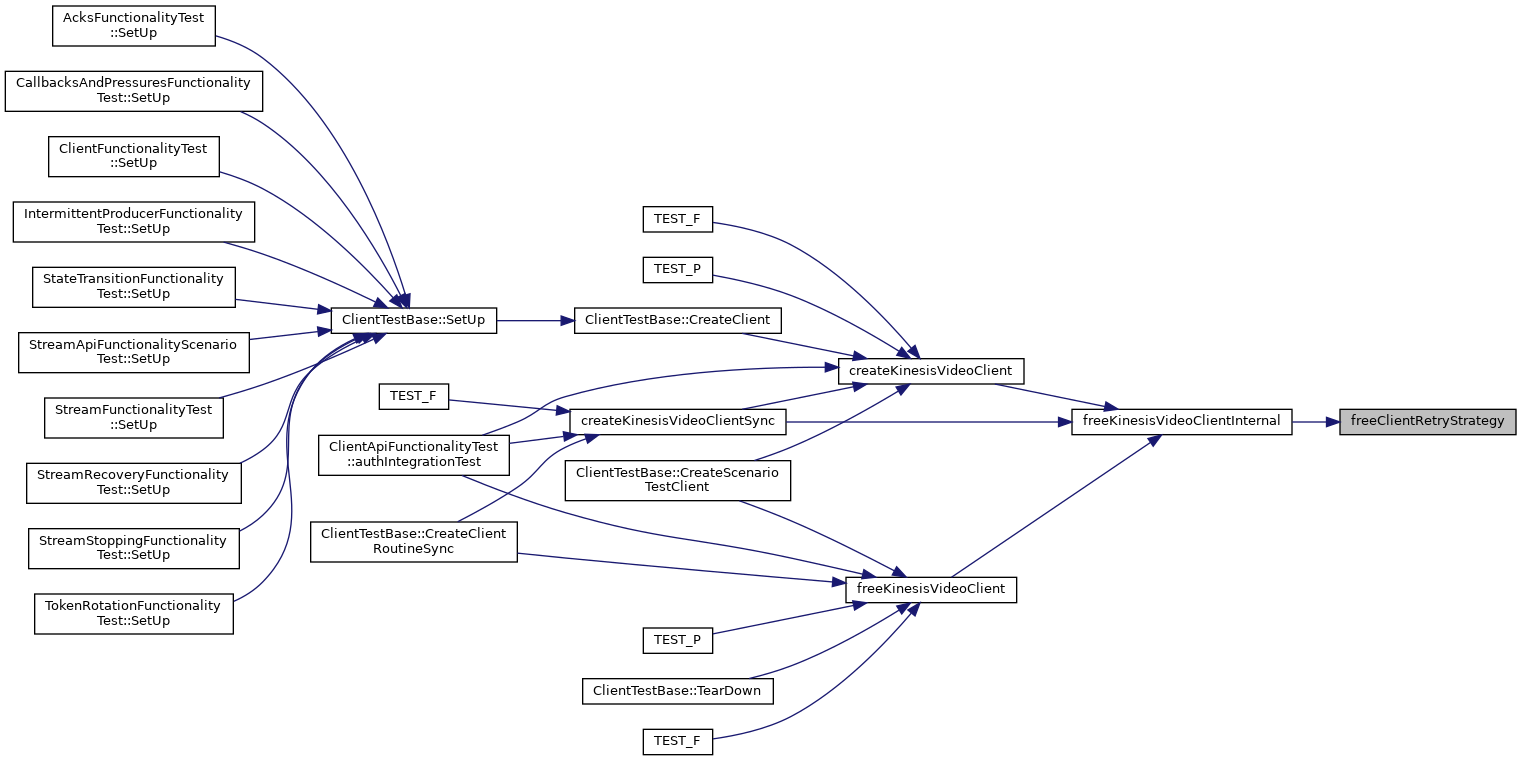 AcksFunctionalityTest
::SetUp
CallbacksAndPressuresFunctionality
Test::SetUp
ClientFunctionalityTest
::SetUp
IntermittentProducerFunctionality
Test::SetUp
StateTransitionFunctionality
Test::SetUp
StreamApiFunctionalityScenario
Test::SetUp
StreamFunctionalityTest
::SetUp
StreamRecoveryFunctionality
Test::SetUp
StreamStoppingFunctionality
Test::SetUp
TokenRotationFunctionality
Test::SetUp
ClientTestBase::SetUp
TEST_F
ClientApiFunctionalityTest
::authIntegrationTest
ClientTestBase::CreateClient
RoutineSync
TEST_F
TEST_P
ClientTestBase::CreateClient
createKinesisVideoClientSync
ClientTestBase::CreateScenario
TestClient
TEST_P
ClientTestBase::TearDown
TEST_F
createKinesisVideoClient
freeKinesisVideoClient
freeKinesisVideoClientInternal
freeClientRetryStrategy